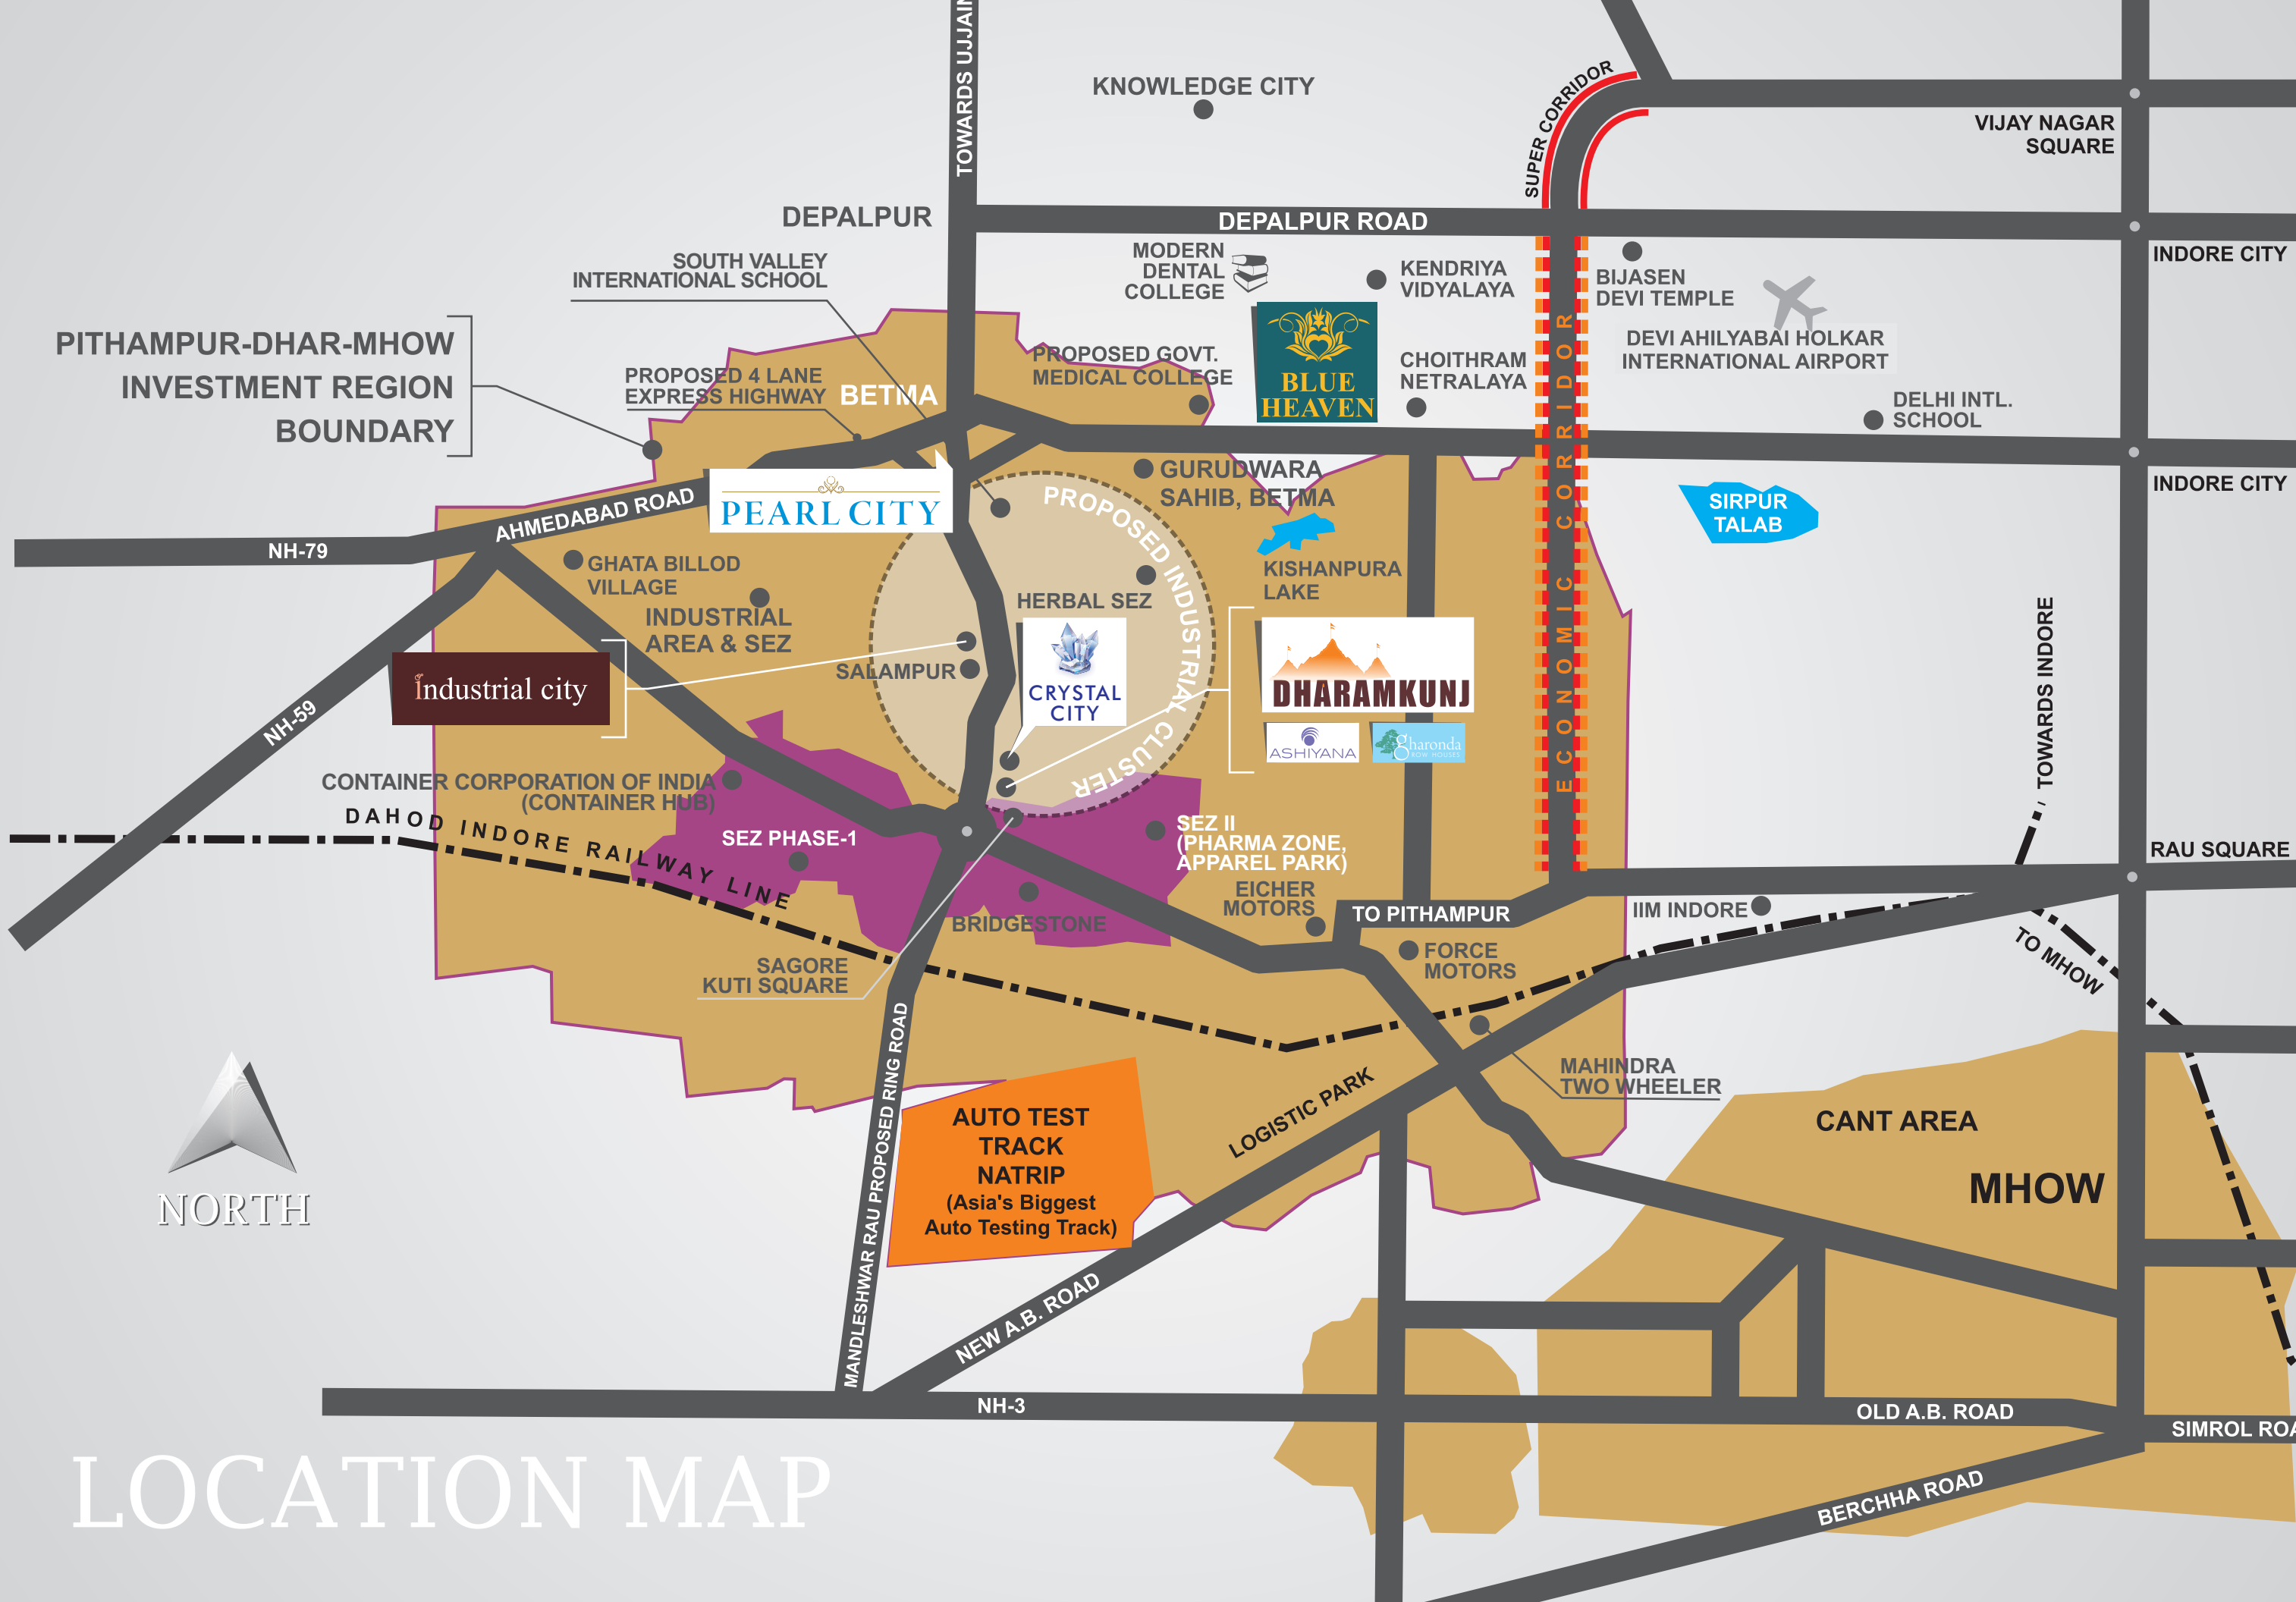 TOWARDS UJJAIN
KNOWLEDGE CITY
SUPER CORRIDOR
VIJAY NAGAR
SQUARE
DEPALPUR
DEPALPUR ROAD
INDORE CITY
SOUTH VALLEY
INTERNATIONAL SCHOOL
MODERN
DENTAL
COLLEGE
KENDRIYA
VIDYALAYA
BIJASEN
DEVI TEMPLE
DEVI AHILYABAI HOLKAR
INTERNATIONAL AIRPORT
PITHAMPUR-DHAR-MHOW
INVESTMENT REGION
BOUNDARY
PROPOSED 4 LANE
EXPRESS HIGHWAY
BETMA
PROPOSED GOVT.
MEDICAL COLLEGE
BLUE
HEAVEN
CHOITHRAM
NETRALAYA
ECONOMIC CORRIDOR
DELHI INTL.
SCHOOL
INDORE CITY
AHMEDABAD ROAD
NH-79
PEARL CITY
GURUDWARA
SAHIB, BETMA
PROPOSED INDUSTRIAL CLUSTER
SIRPUR
TALAB
GHATA BILLOD
VILLAGE
INDUSTRIAL
AREA & SEZ
KISHANPURA
LAKE
HERBAL SEZ
TOWARDS INDORE
industrial city
SALAMPUR
CRYSTAL
CITY
DHARAMKUNJ
ASHIYANA
gharonda
ROW HOUSES
NH-59
CONTAINER CORPORATION OF INDIA
(CONTAINER HUB)
DAHOD INDORE RAILWAY LINE
SEZ PHASE-1
SEZ II
(PHARMA ZONE,
APPAREL PARK)
RAU SQUARE
EICHER
MOTORS
TO PITHAMPUR
IIM INDORE
BRIDGESTONE
FORCE
MOTORS
TO MHOW
SAGORE
KUTI SQUARE
MAHINDRA
TWO WHEELER
MANDLESHWAR RAU PROPOSED RING ROAD
AUTO TEST
TRACK
NATRIP
(Asia's Biggest
Auto Testing Track)
LOGISTIC PARK
CANT AREA
MHOW
NORTH
NEW A.B. ROAD
NH-3
OLD A.B. ROAD
SIMROL ROA
BERCHHA ROAD
LOCATION MAP